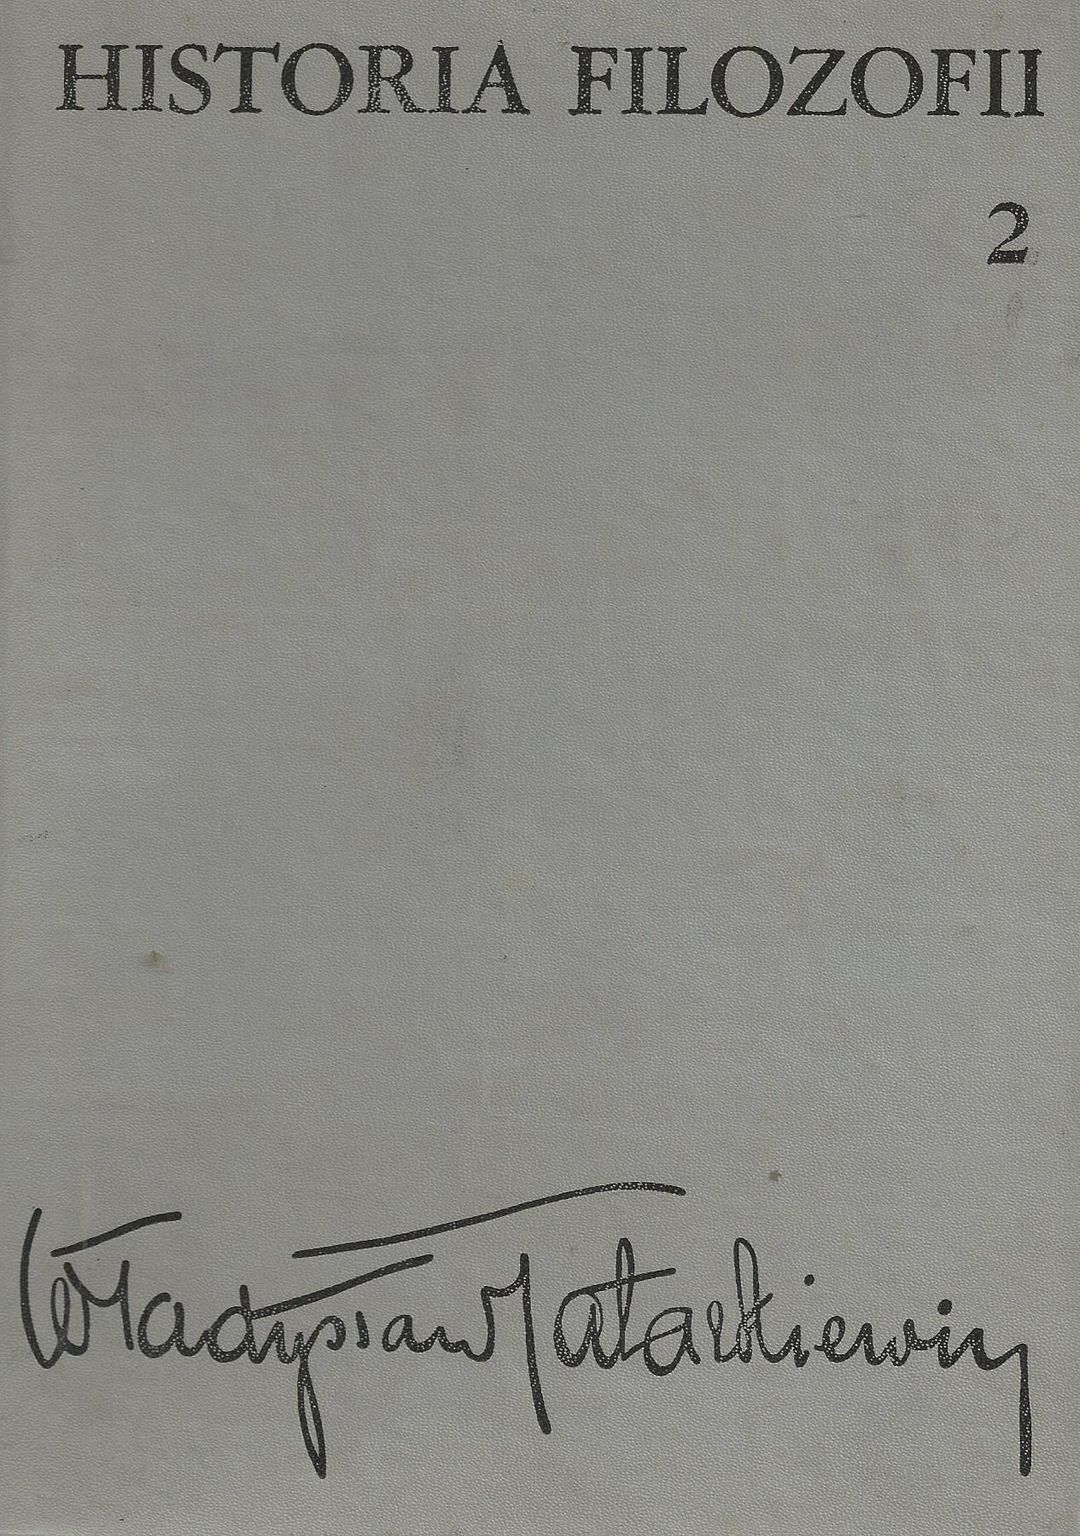 HISTORIA FILOZOFII
2
Władysław Tatarkiewicz